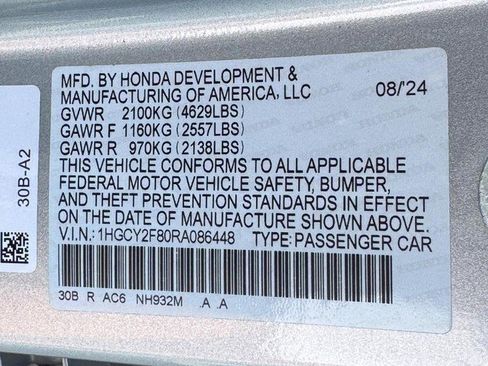 MFD. BY HONDA DEVELOPMENT &
MANUFACTURING OF AMERICA, LLC 08/'24
GVWR 2100KG (4629LBS)
GAWR F 1160KG (2557LBS)
GAWR R 970KG (2138LBS)
THIS VEHICLE CONFORMS TO ALL APPLICABLE
FEDERAL MOTOR VEHICLE SAFETY, BUMPER,
AND THEFT PREVENTION STANDARDS IN EFFECT
ON THE DATE OF MANUFACTURE SHOWN ABOVE.
V.I.N.:1HGCY2F80RA086448 TYPE:PASSENGER CAR
30B R AC6 NH932M .A .A
30B-A2